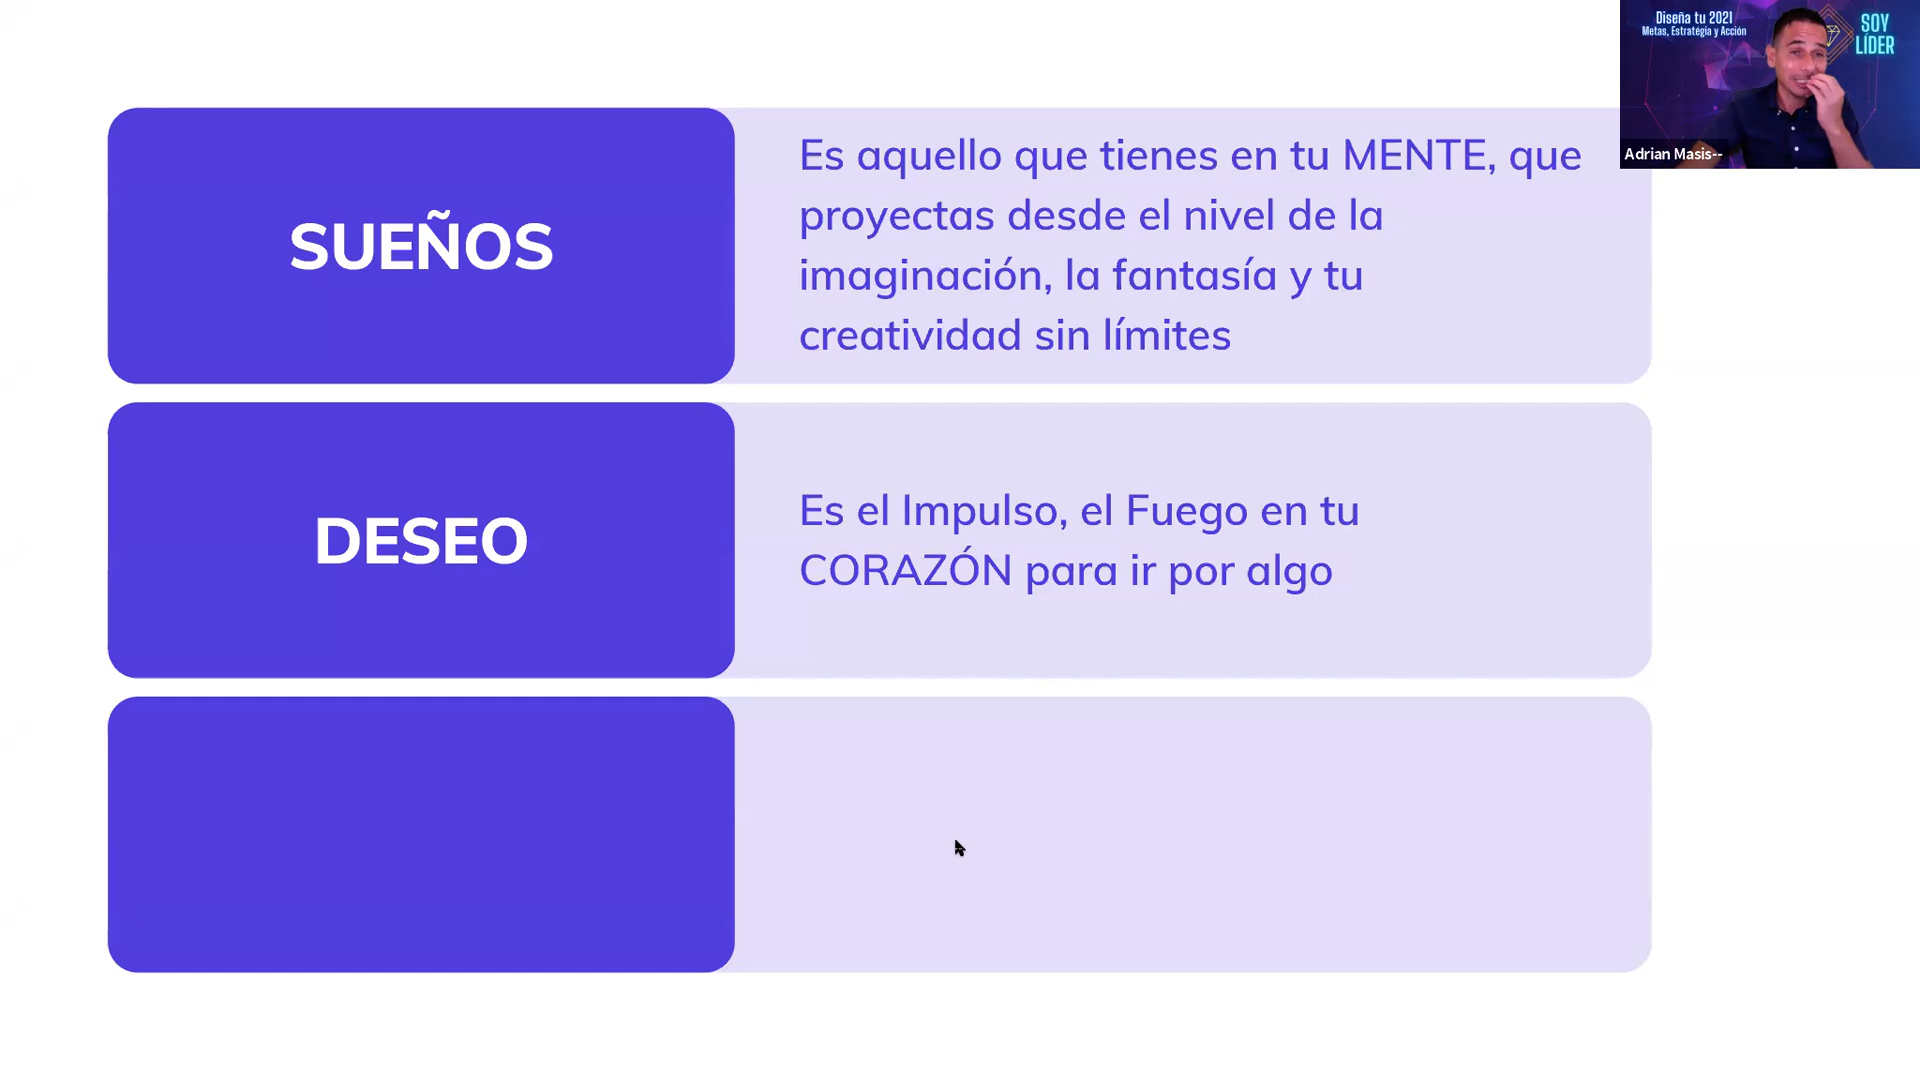 SUEÑOS
Es aquello que tienes en tu MENTE, que
proyectas desde el nivel de la
imaginación, la fantasía y tu
creatividad sin límites
DESEO
Es el Impulso, el Fuego en tu
CORAZÓN para ir por algo
Diseña tu 2021
Metas, Estratégia y Acción
SOY
LÍDER
Adrian Masis--